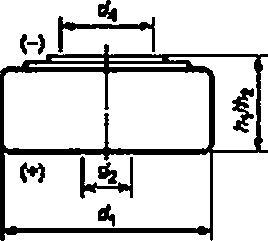 d₄
(-)
h₁/h₂
(+)
d₂
d₁